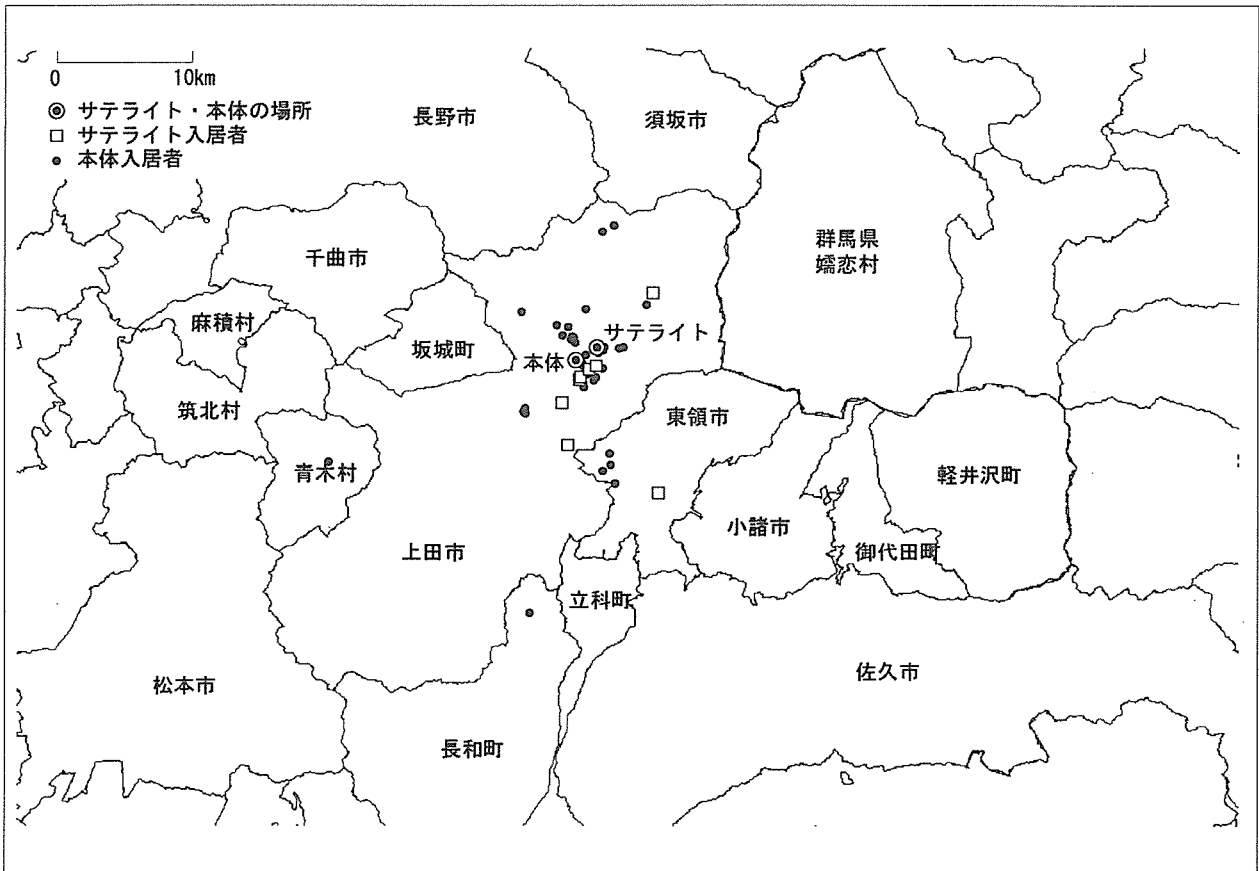 0 10km
サテライト・本体の場所
サテライト入居者
本体入居者
長野市
須坂市
群馬県
嬬恋村
千曲市
麻積村
坂城町
サテライト
本体
筑北村
東領市
青木村
軽井沢町
小諸市
上田市
御代田町
立科町
佐久市
松本市
長和町